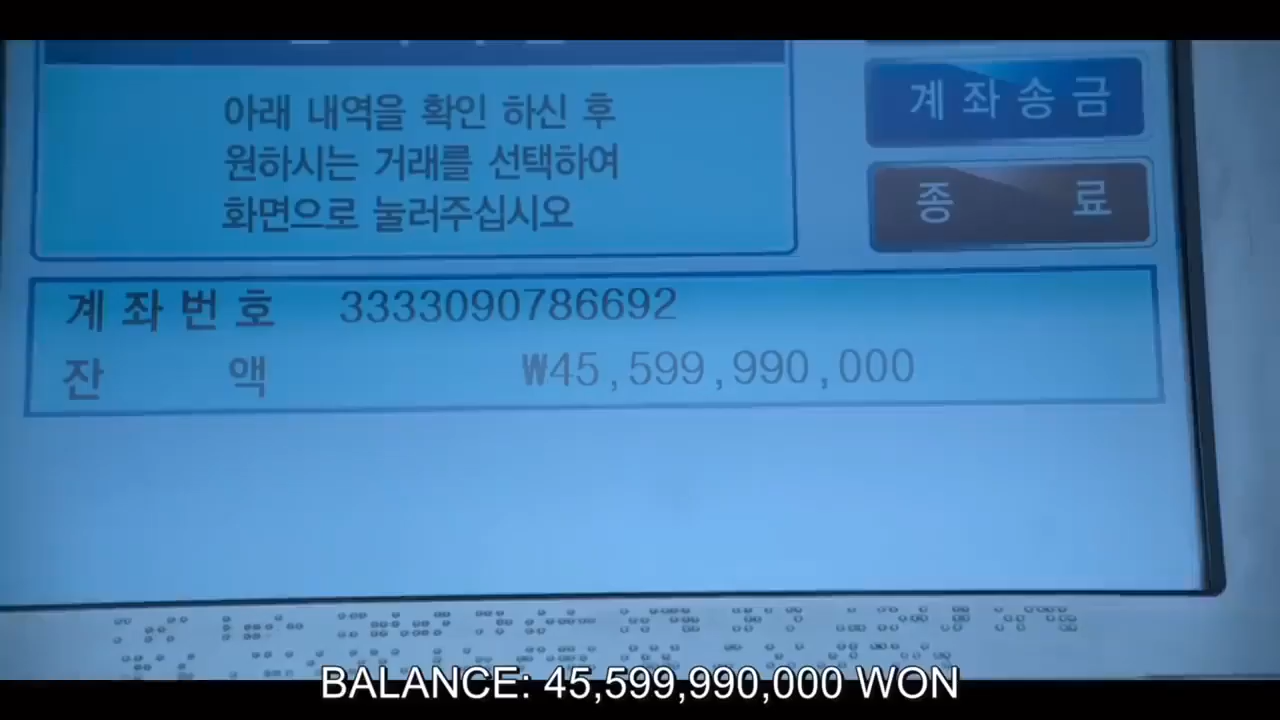 아래 내역을 확인 하신 후
원하시는 거래를 선택하여
화면으로 눌러주십시오
계좌송금
종 료
계좌번호 3333090786692
잔 액 ₩45,599,990,000
BALANCE: 45,599,990,000 WON